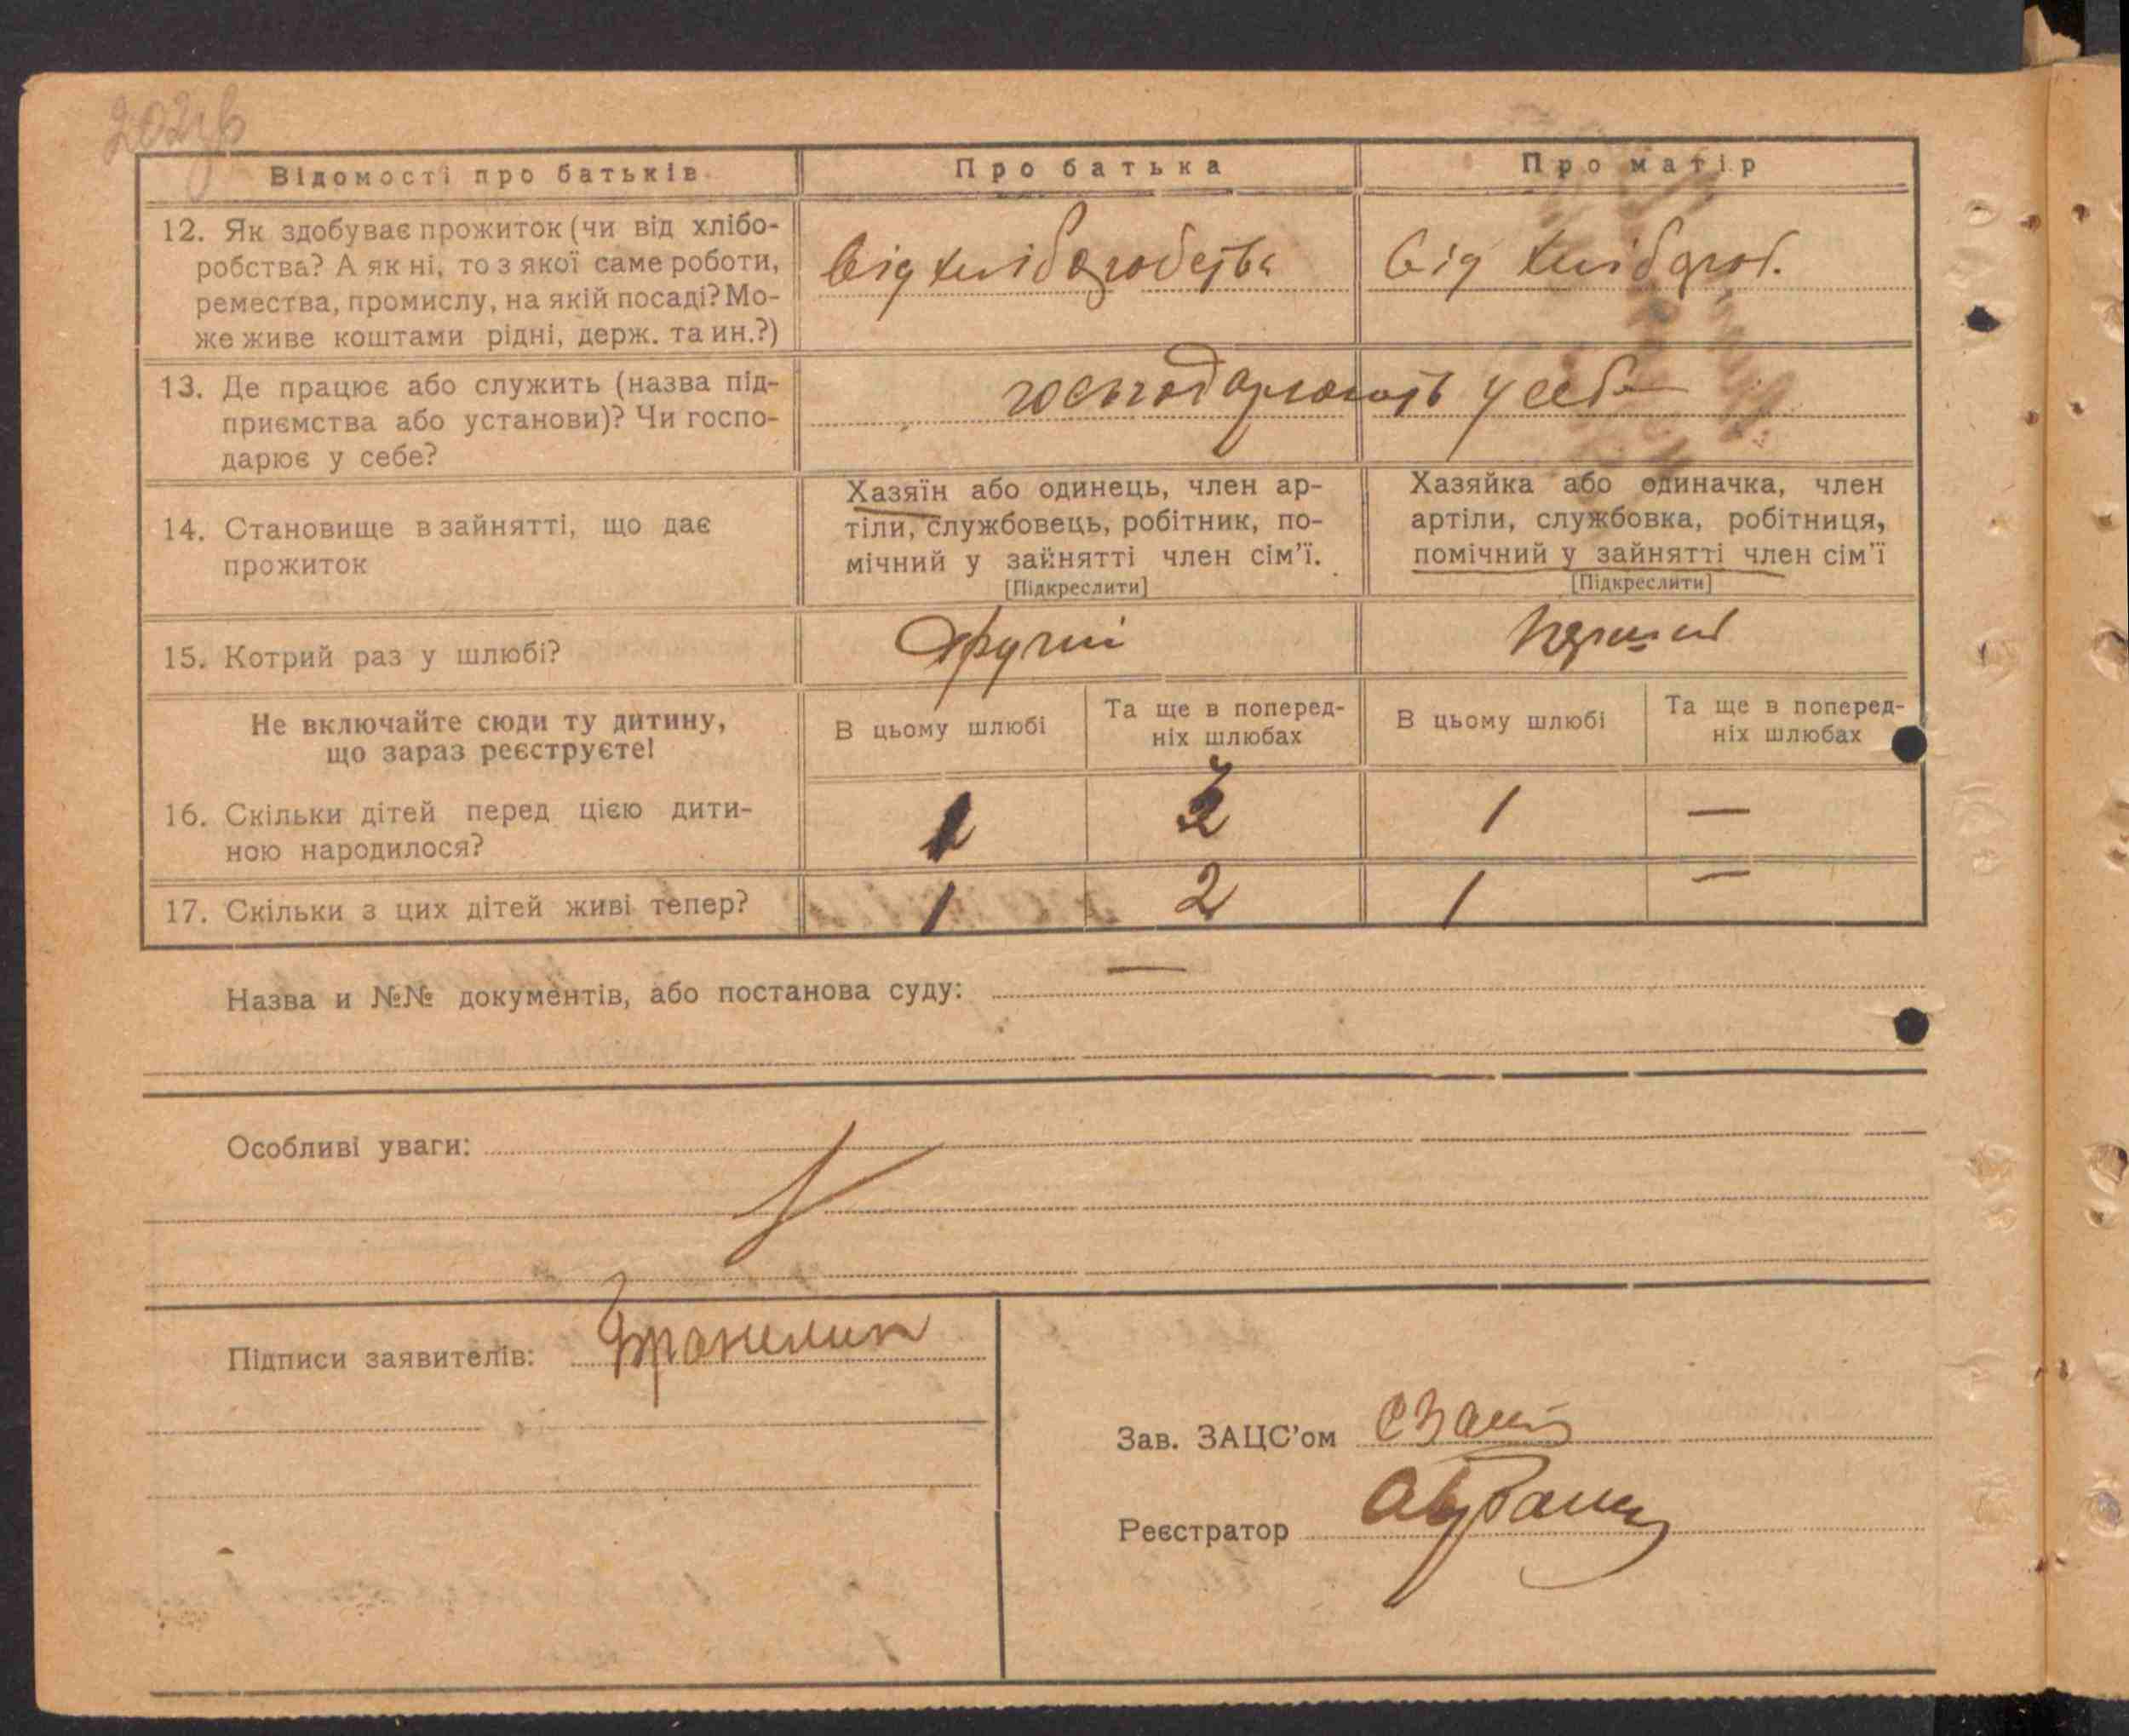 202зв
Відомості про батьків
Про батька
Про матір
12. Як здобуває прожиток (чи від хлібо-
робства? А як ні, то з якої саме роботи,
ремества, промислу, на якій посаді? Мо-
же живе коштами рідні, держ. та ин.?)
від хліборобства
від хлібороб.
13. Де працює або служить (назва під-
приємства або установи)? Чи госпо-
дарює у себе?
господарюють у себе
14. Становище в зайнятті, що дає
прожиток
Хазяїн або одинець, член ар-
тіли, службовець, робітник, по-
мічний у зайнятті член сім'ї.
[Підкреслити]
Хазяйка або одиначка, член
артіли, службовка, робітниця,
помічний у зайнятті член сім'ї
[Підкреслити]
15. Котрий раз у шлюбі?
другий
перший
Не включайте сюди ту дитину,
що зараз реєструєте!
В цьому шлюбі
Та ще в поперед-
ніх шлюбах
В цьому шлюбі
Та ще в поперед-
ніх шлюбах
16. Скільки дітей перед цією дити-
ною народилося?
1 2 1 —
17. Скільки з цих дітей живі тепер?
1 2 1 —
Назва и №№ документів, або постанова суду: —
Особливі уваги:
Підписи заявителів:
Зав. ЗАЦС'ом
Реєстратор